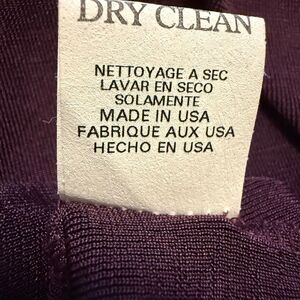 DRY CLEAN
NETTOYAGE A SEC
LAVAR EN SECO
SOLAMENTE
MADE IN USA
FABRIQUE AUX USA
HECHO EN USA